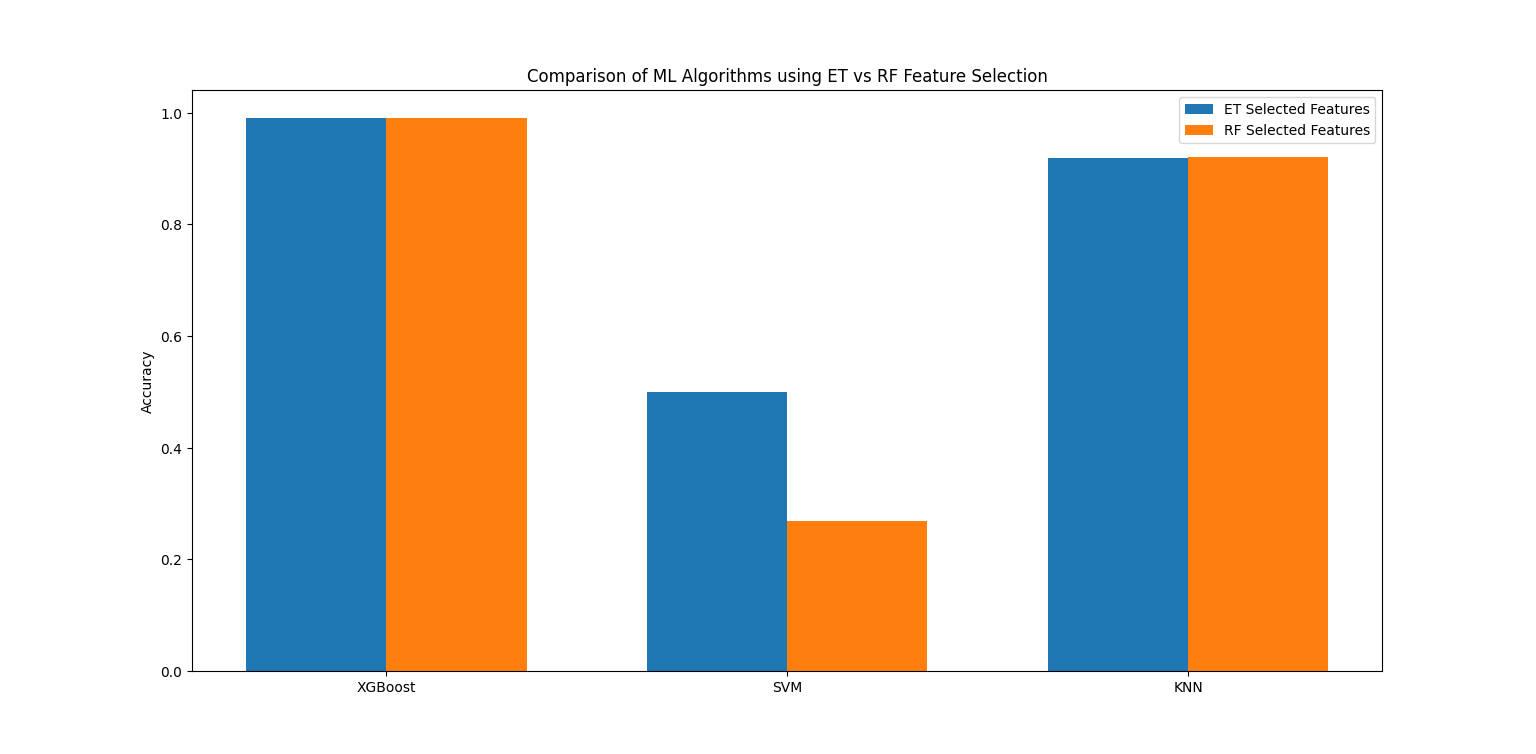 Comparison of ML Algorithms using ET vs RF Feature Selection
ET Selected Features
RF Selected Features
Accuracy
1.0
0.8
0.6
0.4
0.2
0.0
XGBoost
SVM
KNN